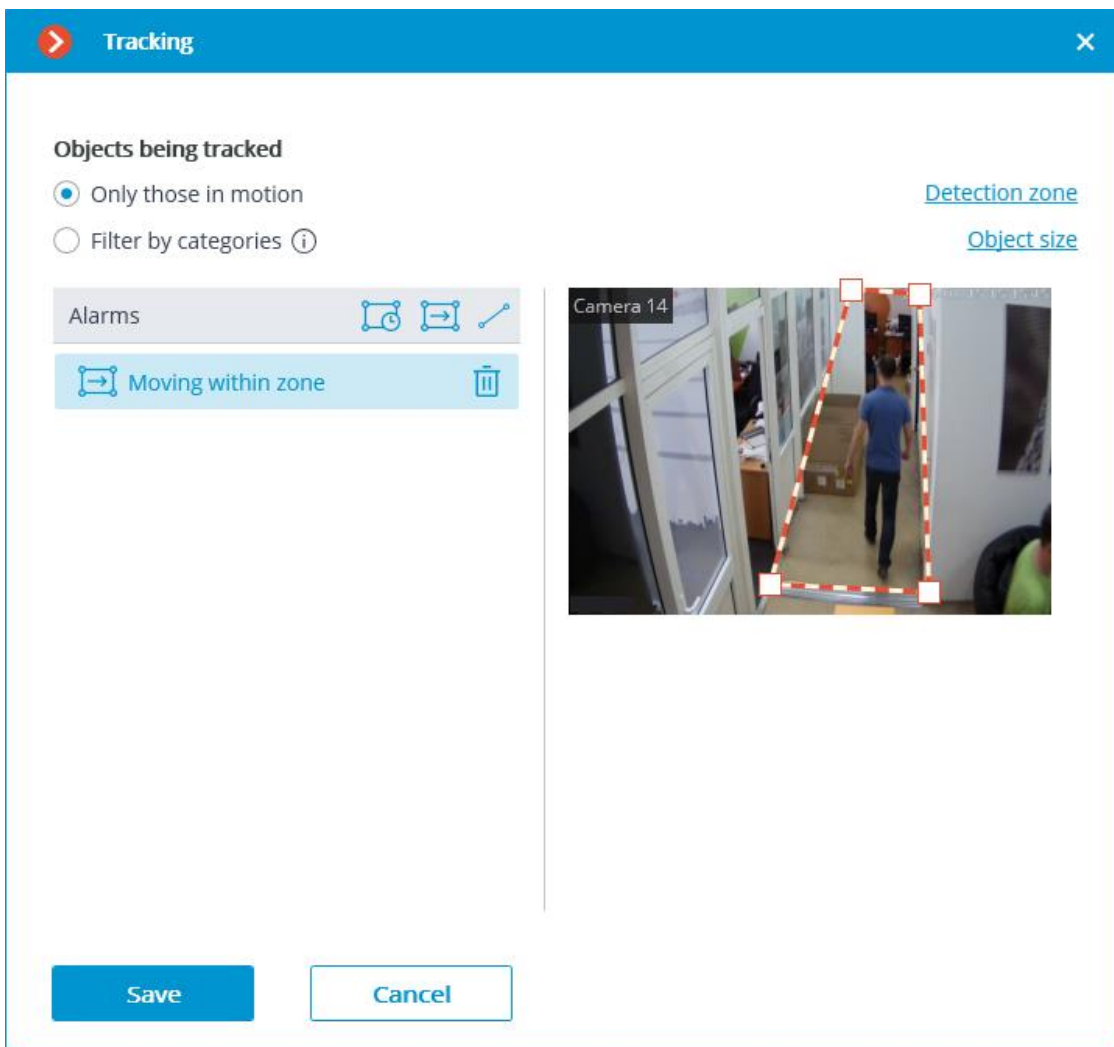 Tracking
Objects being tracked
Only those in motion
Detection zone
Filter by categories
Object size
Alarms
Moving within zone
Camera 14
Save
Cancel